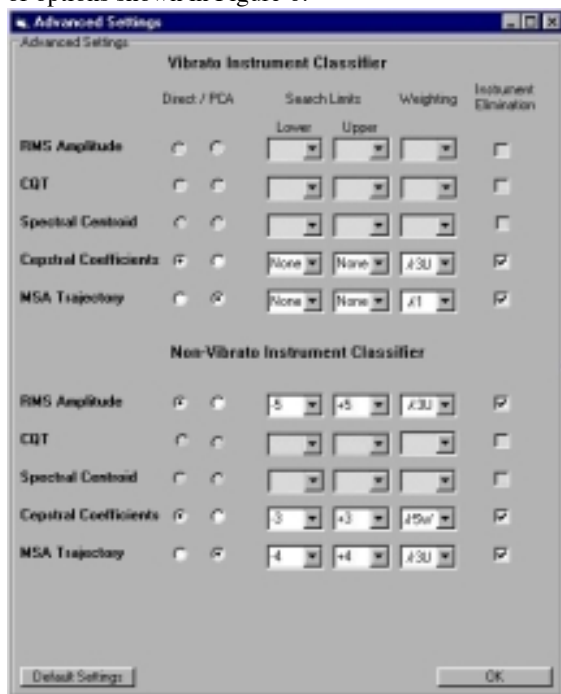 of options shown in Figure 6.
Advanced Settings
Advanced Settings
Vibrato Instrument Classifier
Direct / PCA Search Limits Weighting Instrument Elimination
Lower Upper
RMS Amplitude
CQT
Spectral Centroid
Cepstral Coefficients None None
MSA Trajectory None None
Non-Vibrato Instrument Classifier
RMS Amplitude -5 +5
CQT
Spectral Centroid
Cepstral Coefficients -3 +3
MSA Trajectory -4 +4
Default Settings OK